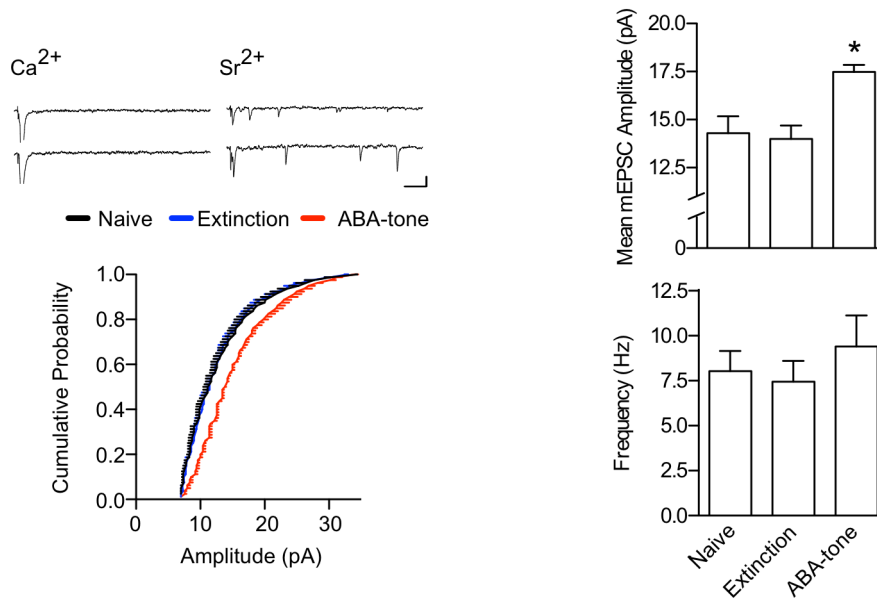 Ca2+
Sr2+
Naive
Extinction
ABA-tone
Cumulative Probability
1.0
0.8
0.6
0.4
0.2
0.0
0
10
20
30
Amplitude (pA)
Mean mEPSC Amplitude (pA)
20.0
17.5
15.0
12.5
0
*
Frequency (Hz)
12.5
10.0
7.5
5.0
2.5
0.0
Naive
Extinction
ABA-tone